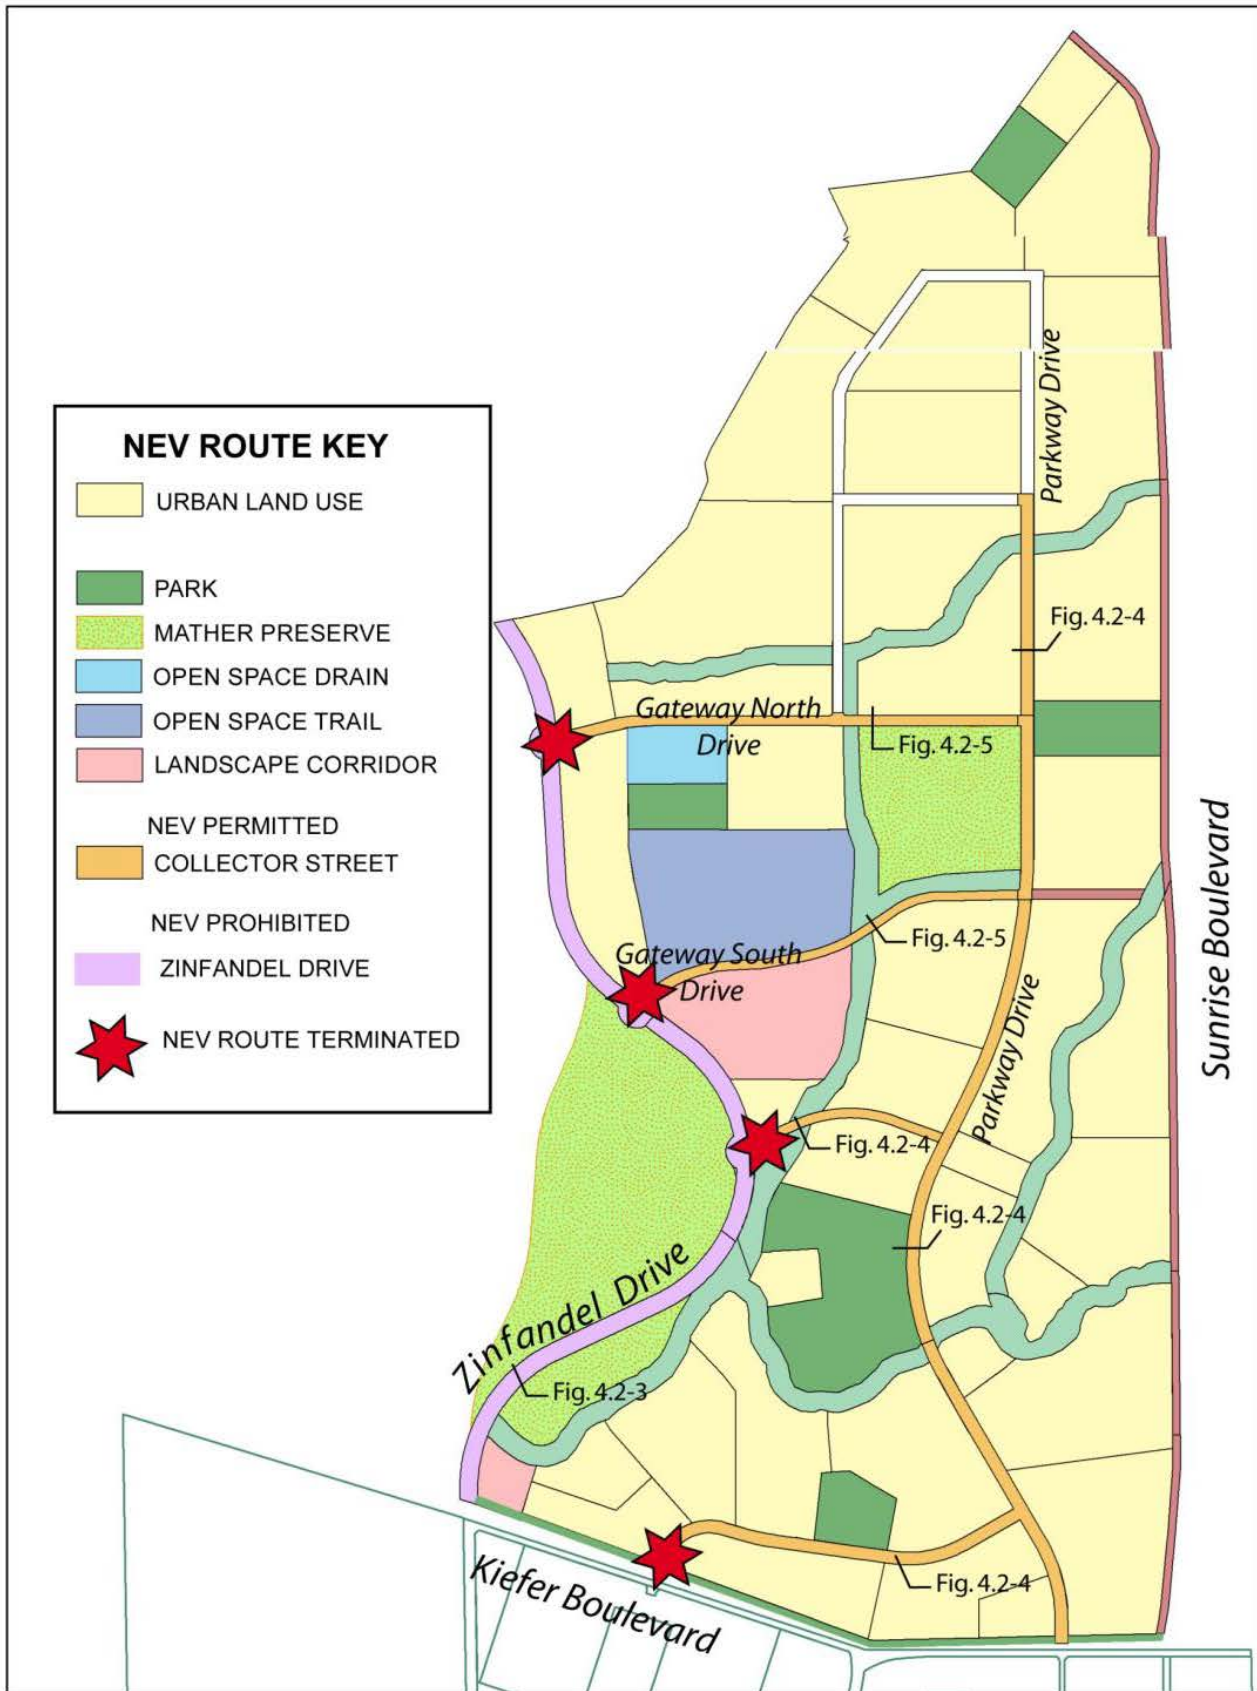 NEV ROUTE KEY
URBAN LAND USE
PARK
MATHER PRESERVE
OPEN SPACE DRAIN
OPEN SPACE TRAIL
LANDSCAPE CORRIDOR
NEV PERMITTED
COLLECTOR STREET
NEV PROHIBITED
ZINFANDEL DRIVE
NEV ROUTE TERMINATED
Parkway Drive
Fig. 4.2-4
Gateway North
Drive
Fig. 4.2-5
Sunrise Boulevard
Fig. 4.2-5
Gateway South
Drive
Parkway Drive
Fig. 4.2-4
Fig. 4.2-4
Zinfandel Drive
Fig. 4.2-3
Kiefer Boulevard
Fig. 4.2-4